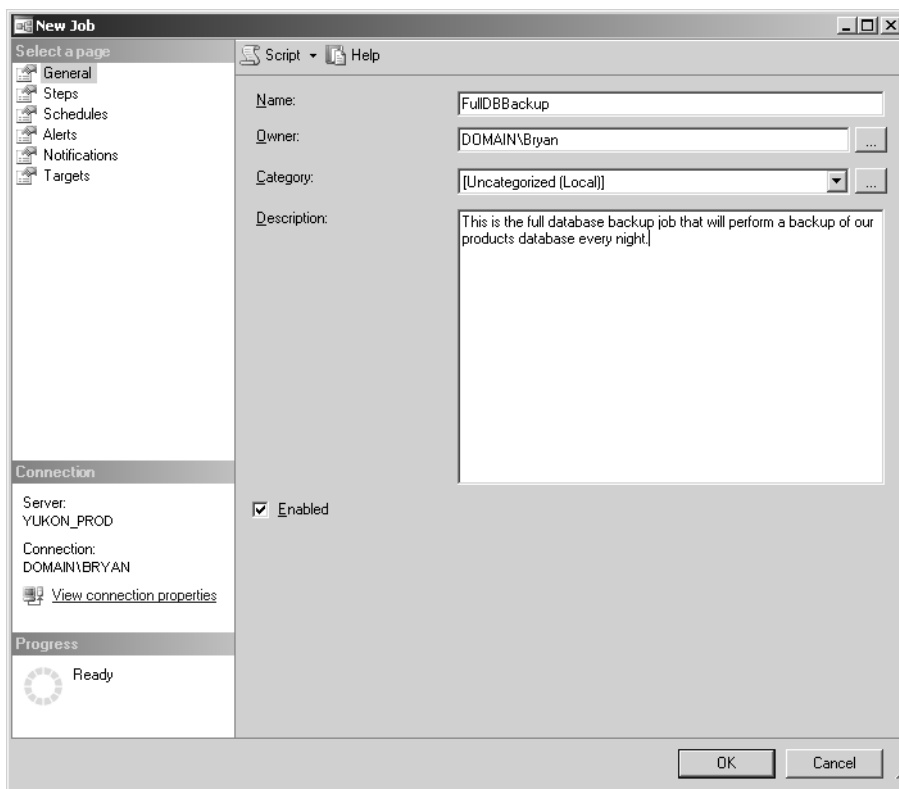 New Job
Select a page
General
Steps
Schedules
Alerts
Notifications
Targets
Script
Help
Name:
FullDBBackup
Owner:
DOMAIN\Bryan
...
Category:
[Uncategorized (Local)]
...
Description:
This is the full database backup job that will perform a backup of our
products database every night.
Enabled
Connection
Server:
YUKON_PROD
Connection:
DOMAIN\BRYAN
View connection properties
Progress
Ready
OK
Cancel